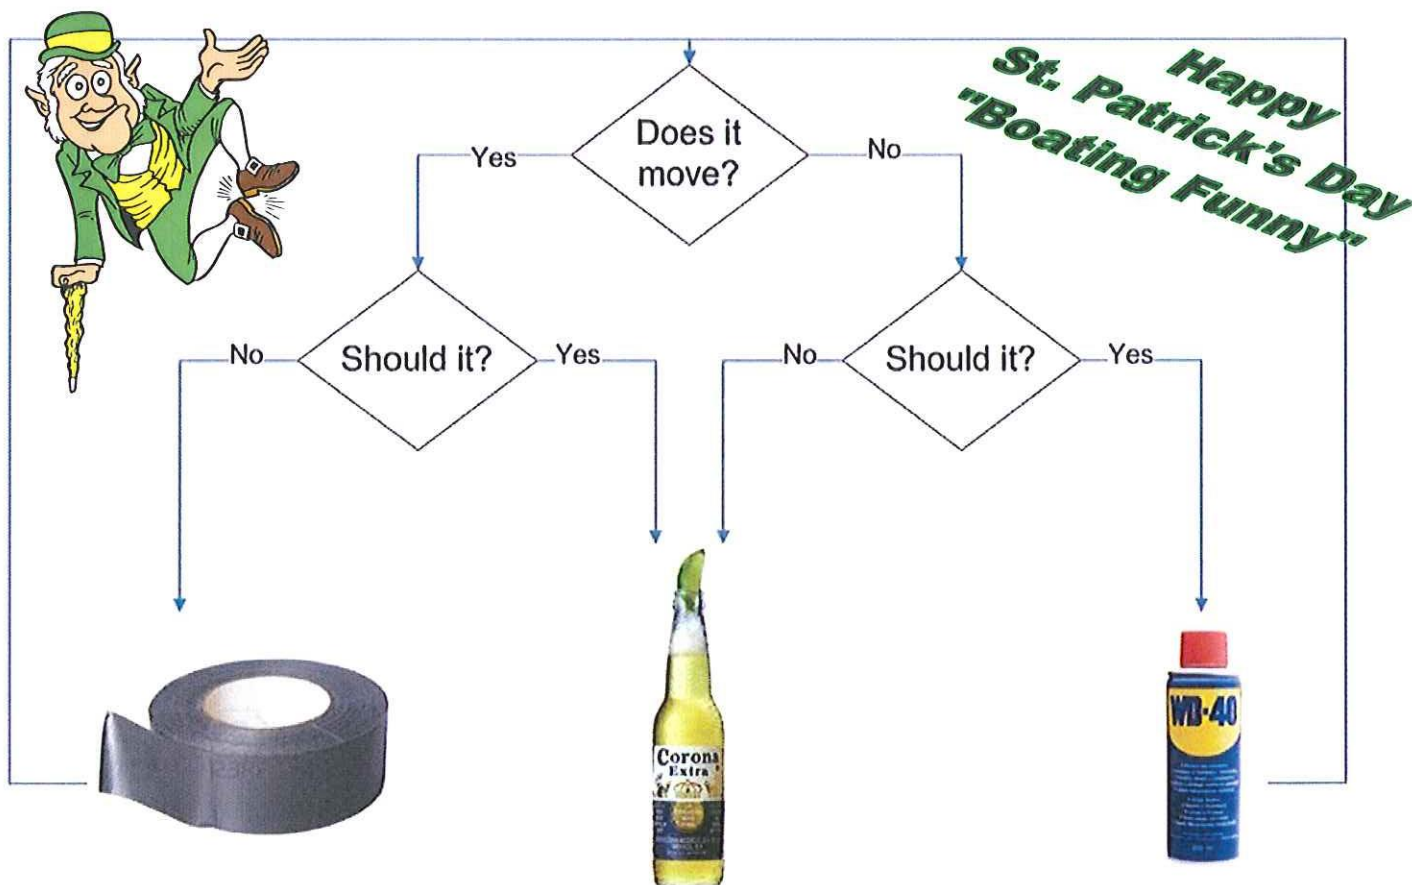 Happy
St. Patrick's Day
"Boating Funny"
Does it
move?
Yes
No
Should it?
No
Yes
Should it?
No
Yes
Corona
Extra
WD-40